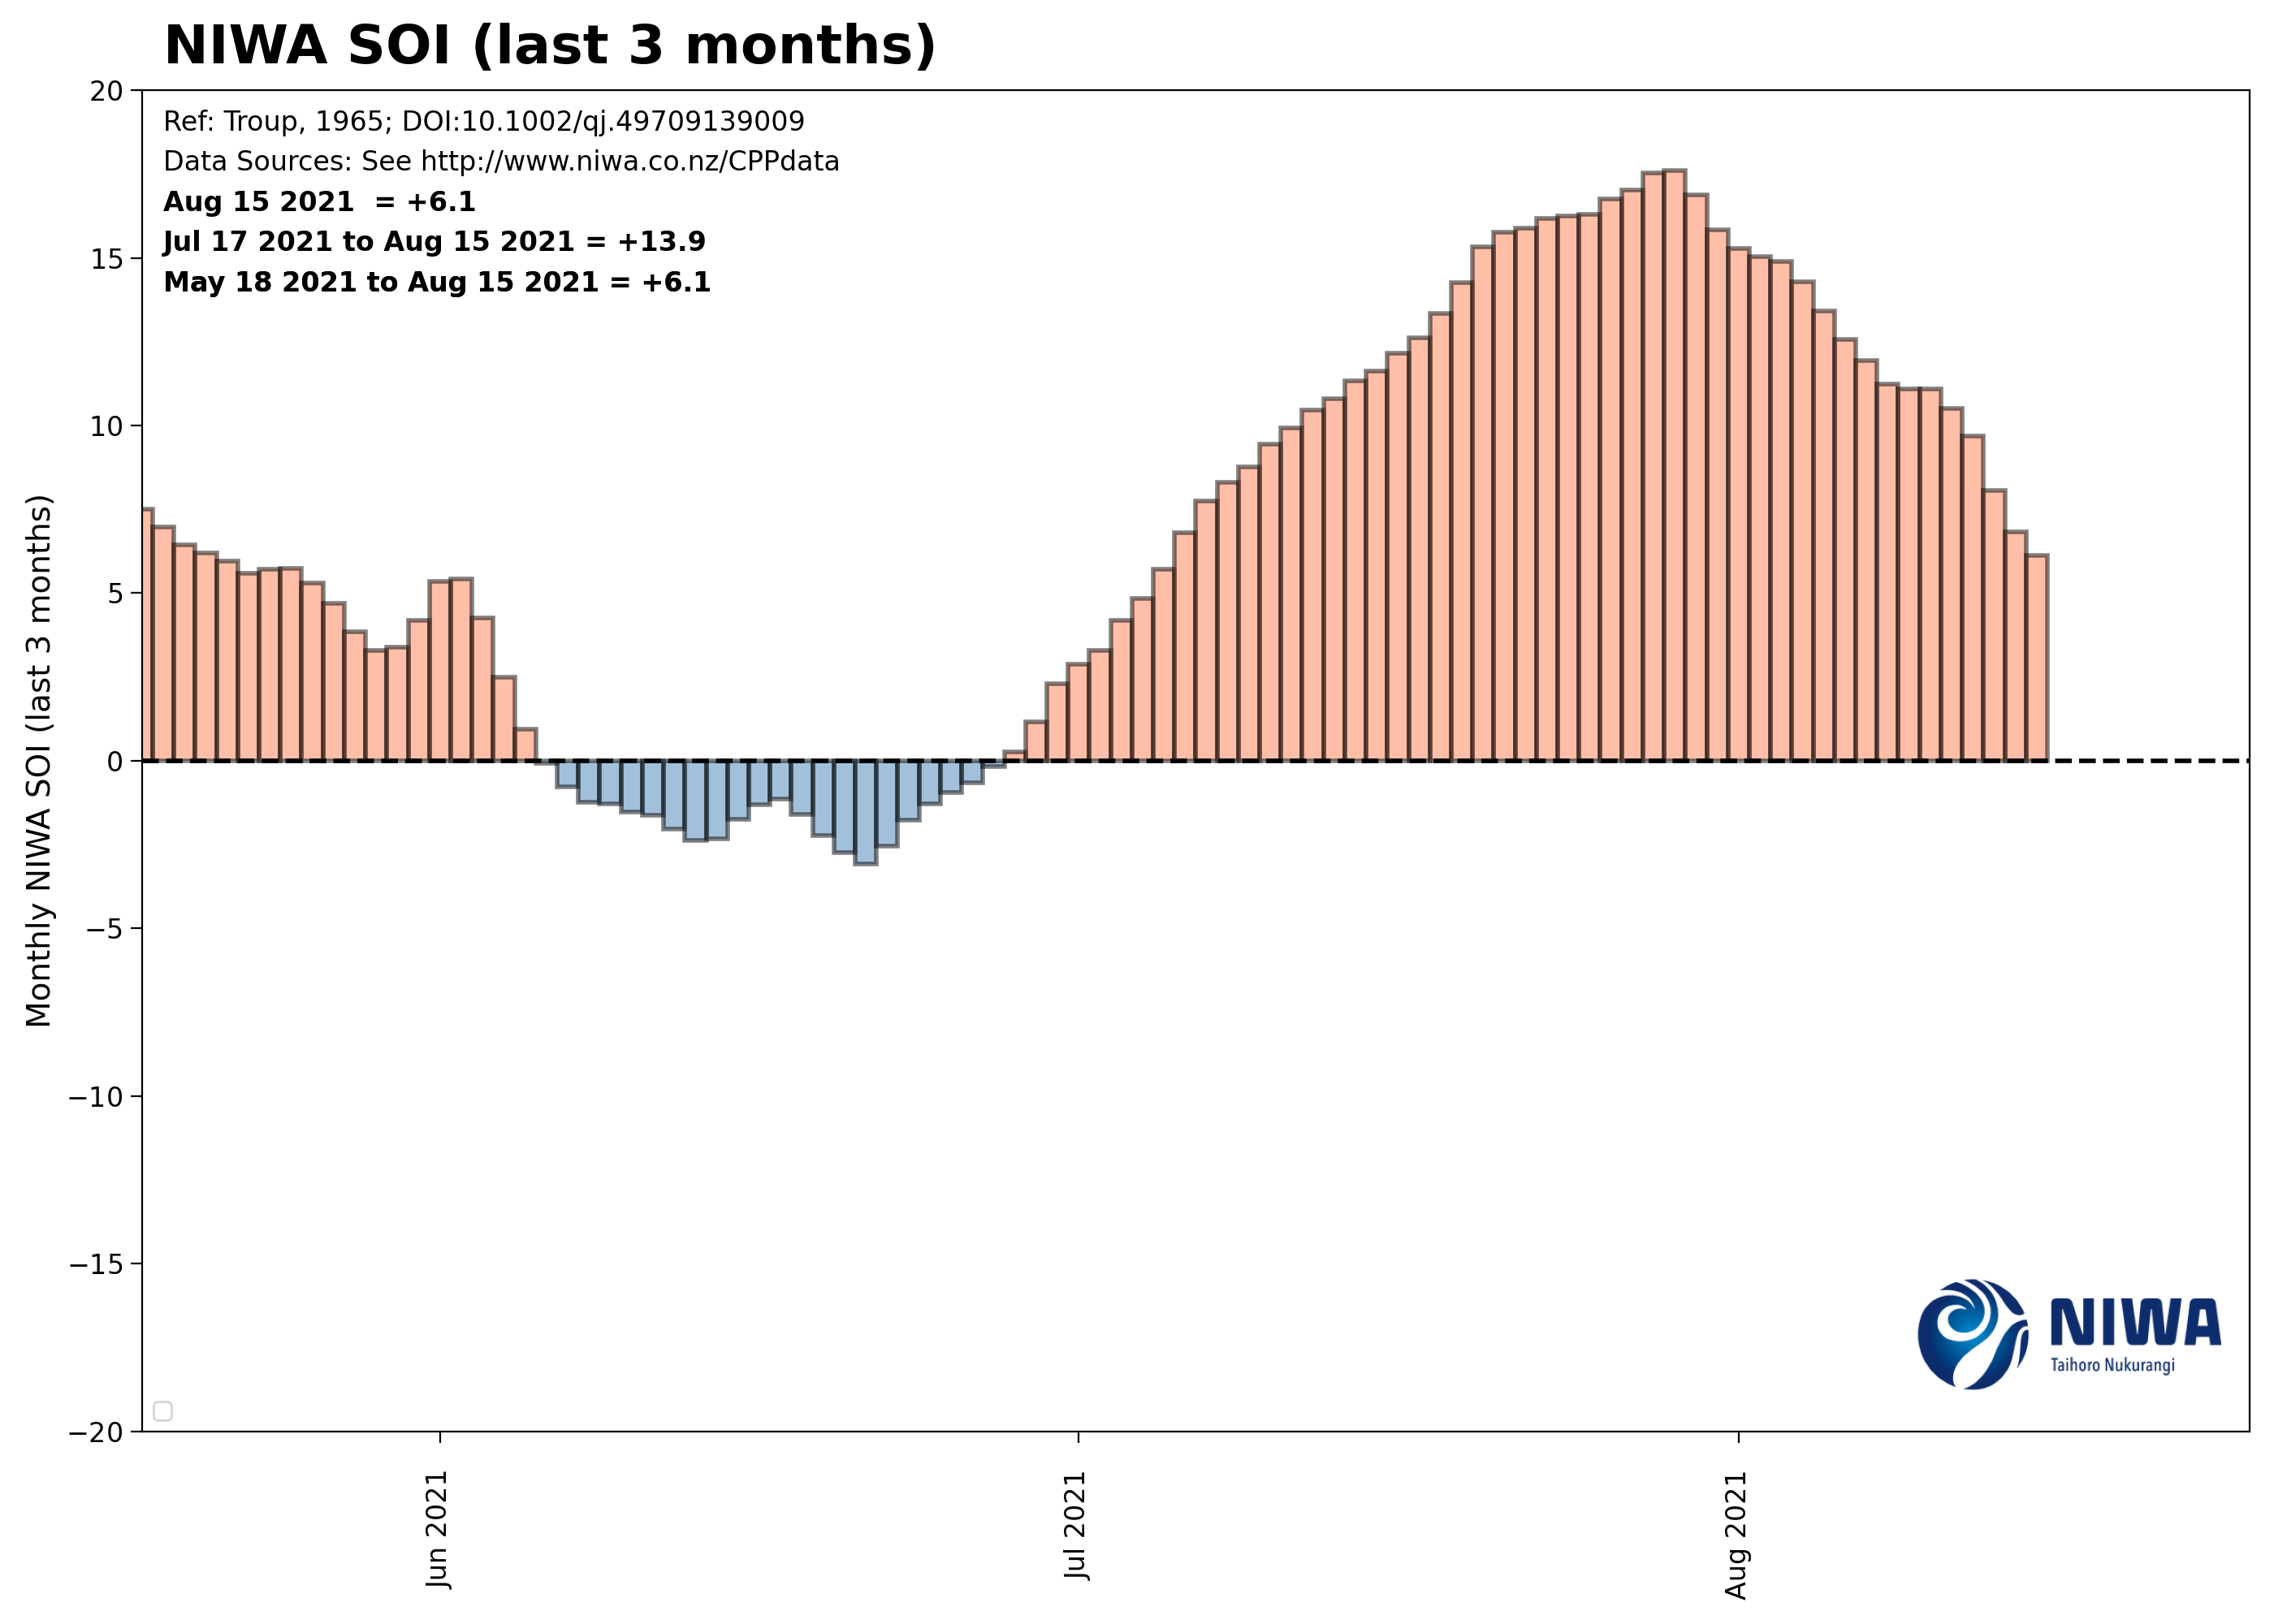 NIWA SOI (last 3 months)
Ref: Troup, 1965; DOI:10.1002/qj.49709139009
Data Sources: See http://www.niwa.co.nz/CPPdata
Aug 15 2021  = +6.1
Jul 17 2021 to Aug 15 2021 = +13.9
May 18 2021 to Aug 15 2021 = +6.1
Monthly NIWA SOI (last 3 months)
20
15
10
5
0
−5
−10
−15
−20
Jun 2021
Jul 2021
Aug 2021
NIWA
Taihoro Nukurangi